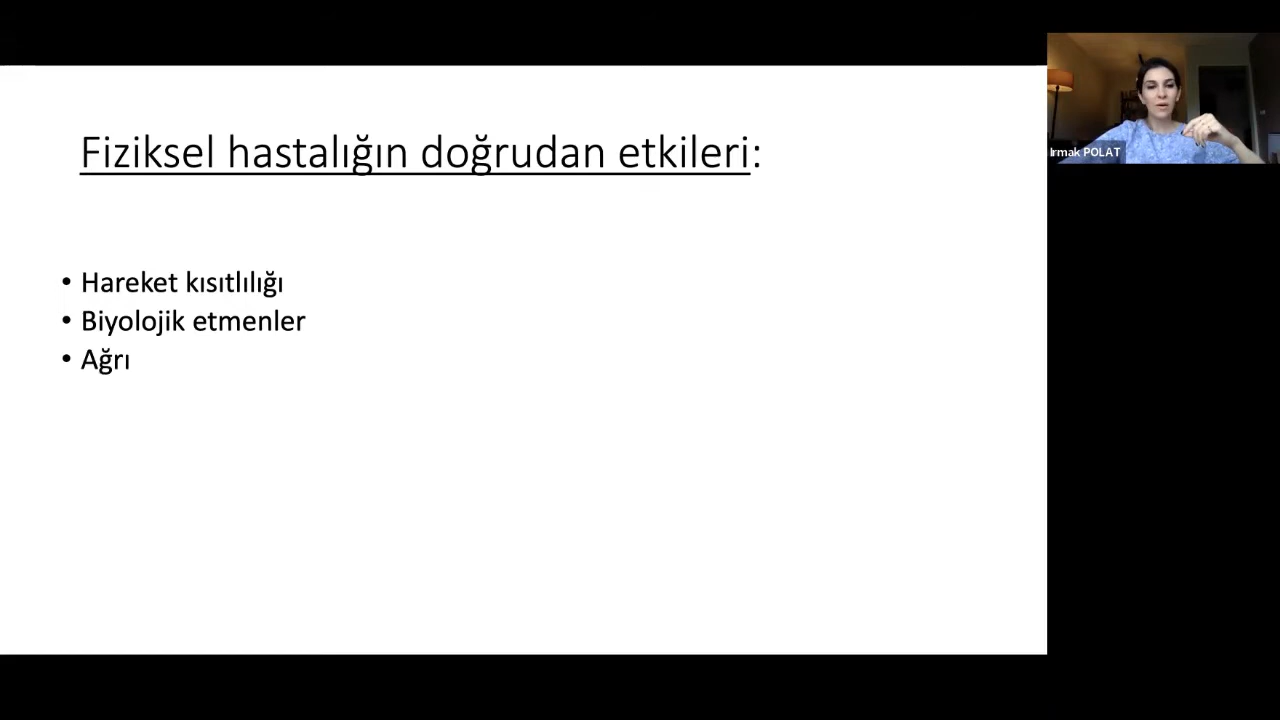 Fiziksel hastalığın doğrudan etkileri:
• Hareket kısıtlılığı
• Biyolojik etmenler
• Ağrı
Irmak POLAT